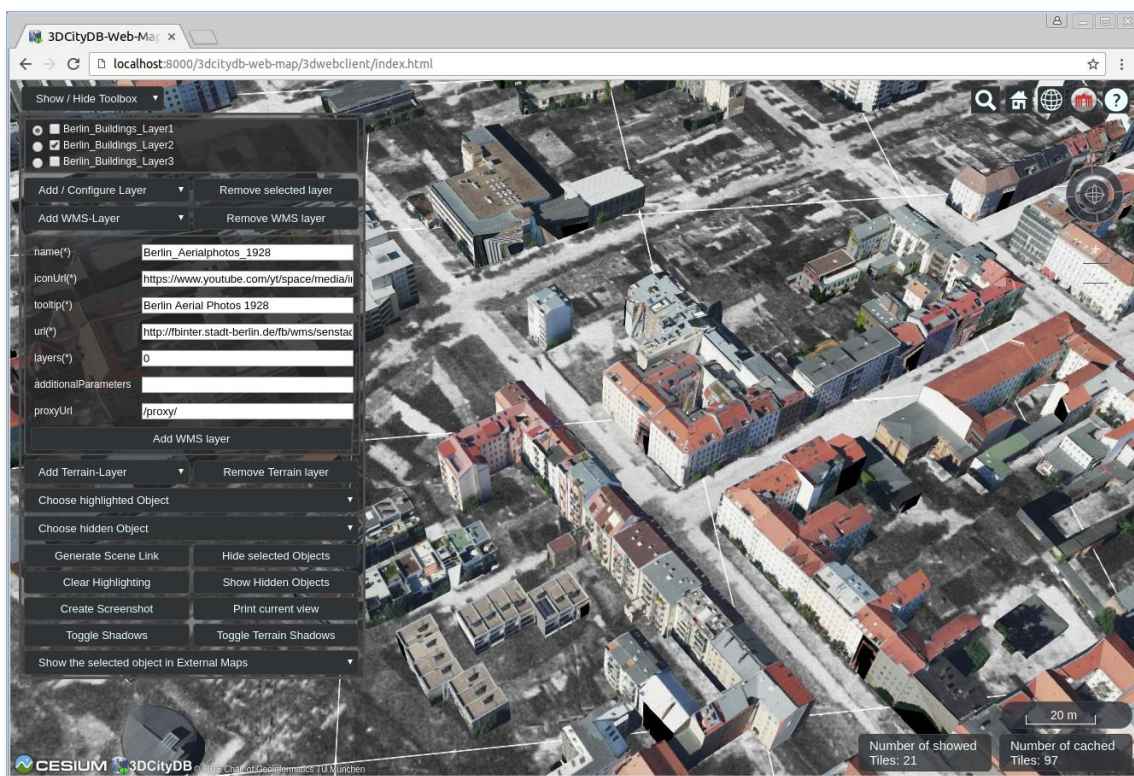 3DCityDB-Web-Map
localhost:8000/3dcitydb-web-map/3dwebclient/index.html
Show / Hide Toolbox
Berlin_Buildings_Layer1
Berlin_Buildings_Layer2
Berlin_Buildings_Layer3
Add / Configure Layer Remove selected layer
Add WMS-Layer Remove WMS layer
name(*) Berlin_Aerialphotos_1928
iconUrl(*) https://www.youtube.com/yt/space/media/i
tooltip(*) Berlin Aerial Photos 1928
url(*) http://fbinter.stadt-berlin.de/fb/wms/senstad
layers(*) 0
additionalParameters
proxyUrl /proxy/
Add WMS layer
Add Terrain-Layer Remove Terrain layer
Choose highlighted Object
Choose hidden Object
Generate Scene Link Hide selected Objects
Clear Highlighting Show Hidden Objects
Create Screenshot Print current view
Toggle Shadows Toggle Terrain Shadows
Show the selected object in External Maps
20 m
Number of showed Tiles: 21
Number of cached Tiles: 97
CESIUM 3DCityDB Chair of Geoinformatics TU München